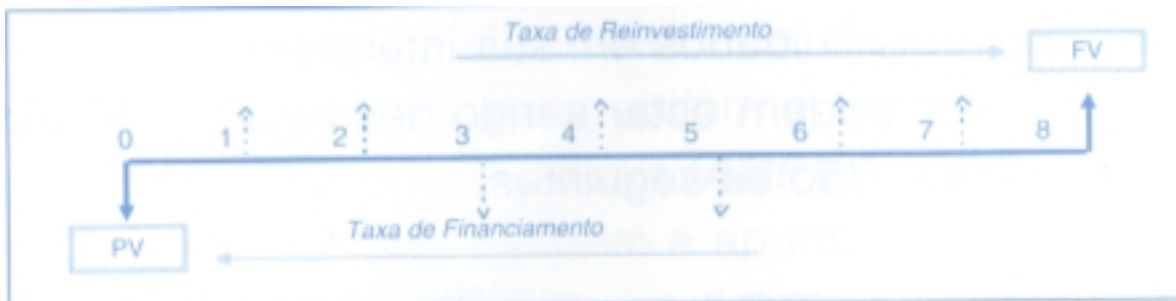 Taxa de Reinvestimento
FV
0 1 2 3 4 5 6 7 8
Taxa de Financiamento
PV